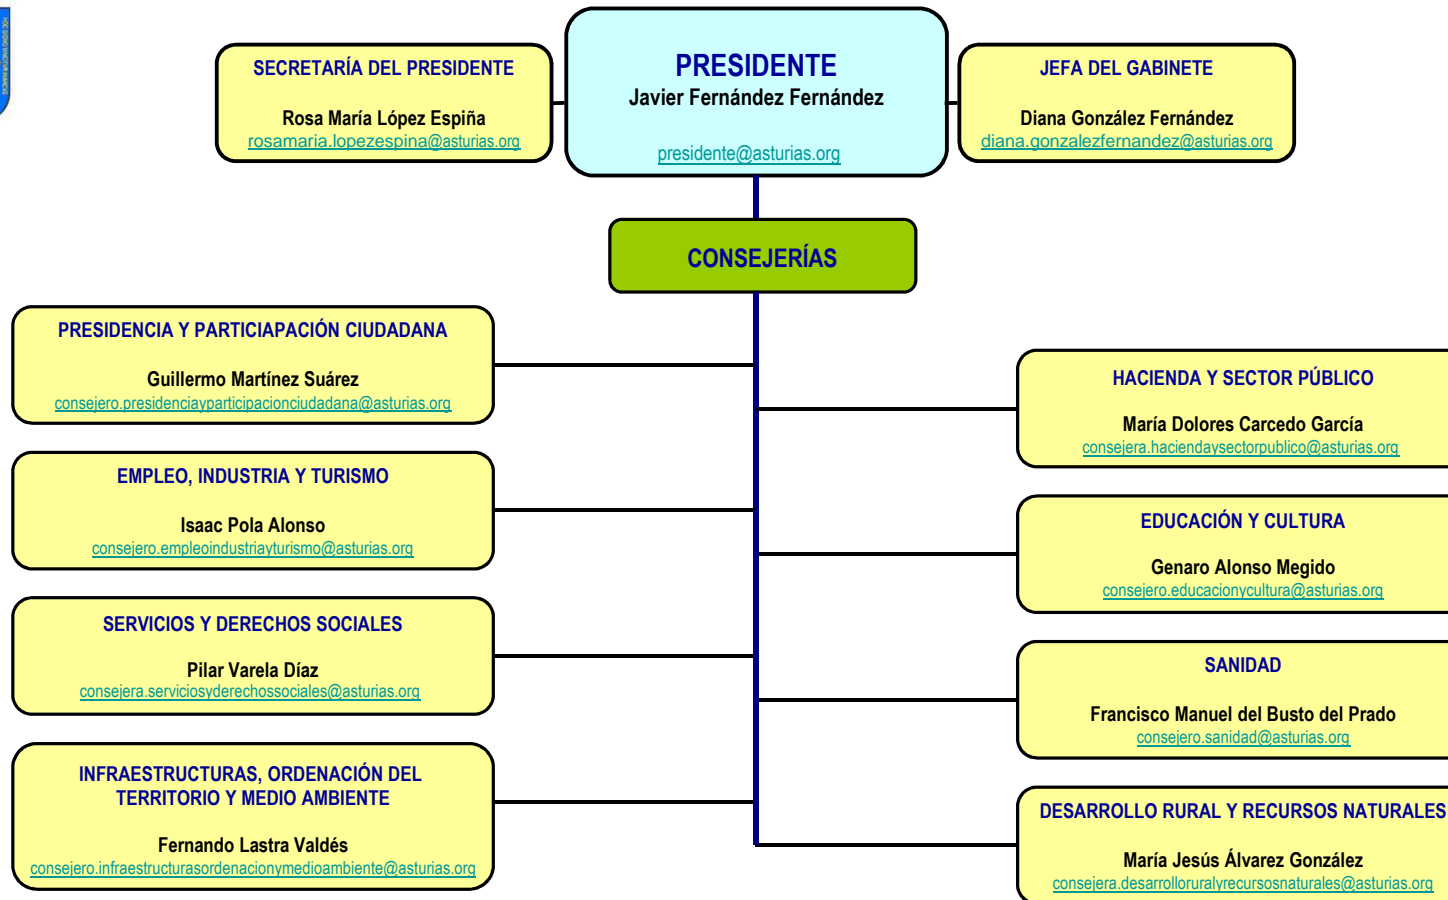 SECRETARÍA DEL PRESIDENTE
Rosa María López Espiña
rosamaria.lopezespina@asturias.org
PRESIDENTE
Javier Fernández Fernández
presidente@asturias.org
JEFA DEL GABINETE
Diana González Fernández
diana.gonzalezfernandez@asturias.org
CONSEJERÍAS
PRESIDENCIA Y PARTICIAPACIÓN CIUDADANA
Guillermo Martínez Suárez
consejero.presidenciayparticipacionciudadana@asturias.org
HACIENDA Y SECTOR PÚBLICO
María Dolores Carcedo García
consejera.haciendaysectorpublico@asturias.org
EMPLEO, INDUSTRIA Y TURISMO
Isaac Pola Alonso
consejero.empleoindustriayturismo@asturias.org
EDUCACIÓN Y CULTURA
Genaro Alonso Megido
consejero.educacionycultura@asturias.org
SERVICIOS Y DERECHOS SOCIALES
Pilar Varela Díaz
consejera.serviciosyderechossociales@asturias.org
SANIDAD
Francisco Manuel del Busto del Prado
consejero.sanidad@asturias.org
INFRAESTRUCTURAS, ORDENACIÓN DEL
TERRITORIO Y MEDIO AMBIENTE
Fernando Lastra Valdés
consejero.infraestructurasordenacionymedioambiente@asturias.org
DESARROLLO RURAL Y RECURSOS NATURALES
María Jesús Álvarez González
consejera.desarrolloruralyrecursosnaturales@asturias.org